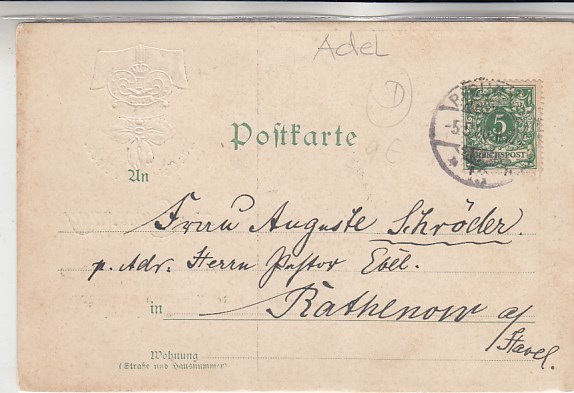 Adel
D
9 €
Postkarte
5
REICHSPOST
An
Frau Auguste Schröder.
p. Adr. Herrn Pastor Ebel.
in Rathenow a/
Havel.
Wohnung
(Straße und Hausnummer)